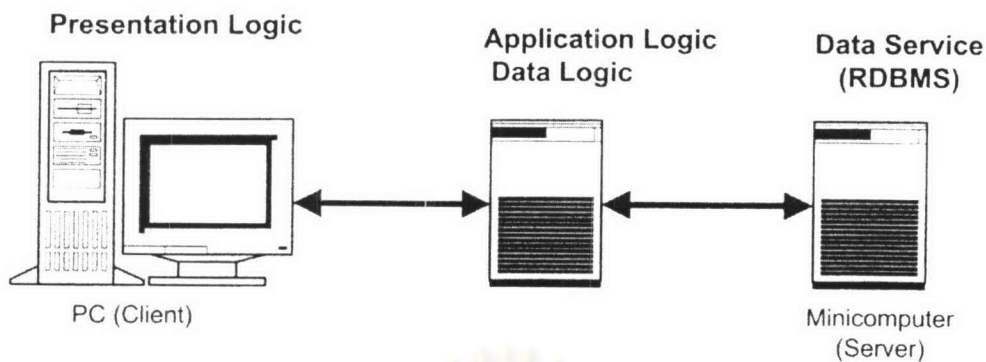 Presentation Logic
Application Logic
Data Logic
Data Service
(RDBMS)
PC (Client)
Minicomputer
(Server)